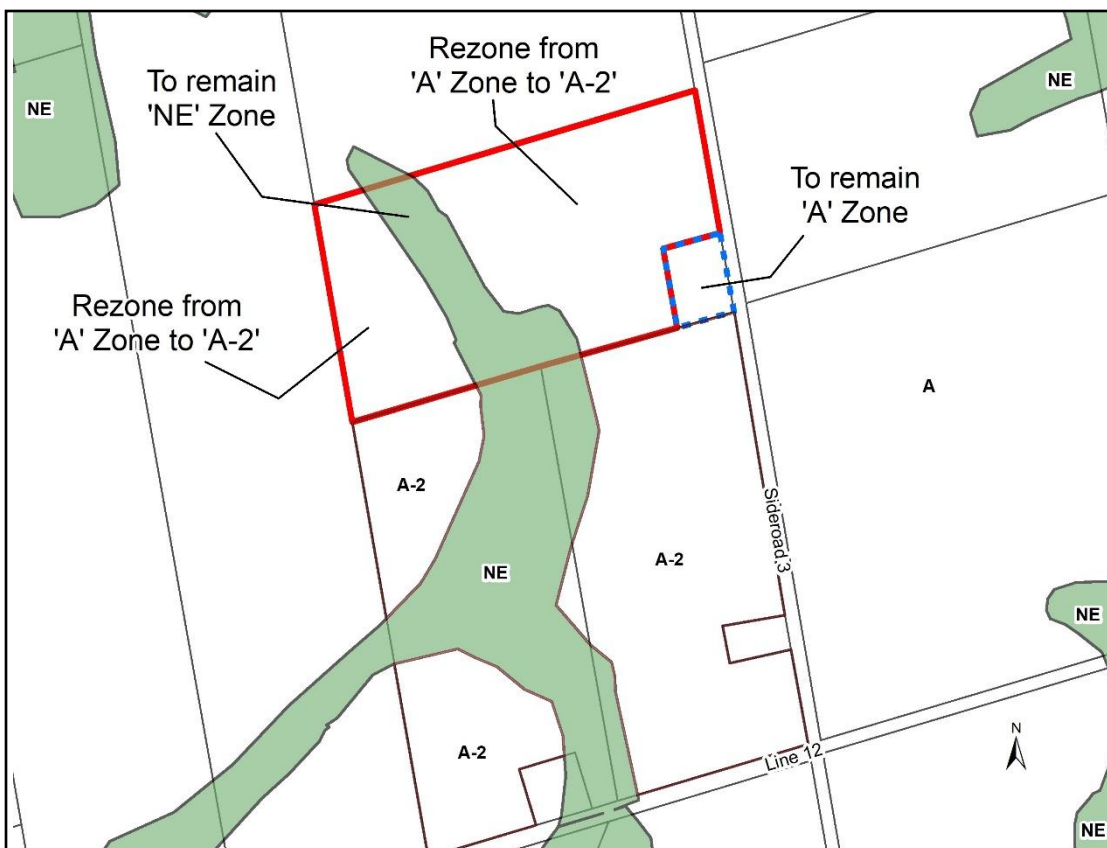 Rezone from
'A' Zone to 'A-2'
To remain
'NE' Zone
NE
NE
To remain
'A' Zone
Rezone from
'A' Zone to 'A-2'
A
A-2
Sideroad 3
A-2
NE
NE
N
A-2
Line 12
NE